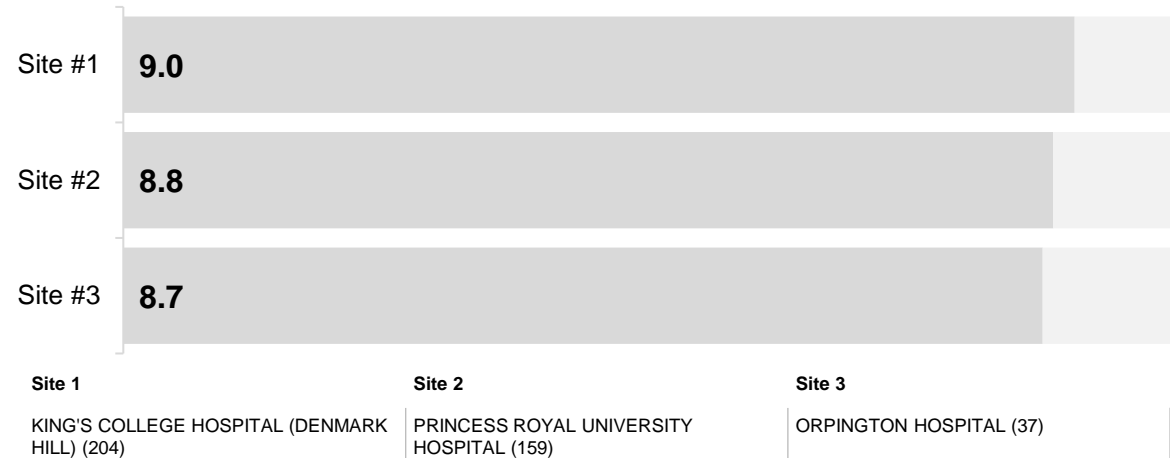 Site #1
9.0
Site #2
8.8
Site #3
8.7
Site 1
Site 2
Site 3
KING'S COLLEGE HOSPITAL (DENMARK
HILL) (204)
PRINCESS ROYAL UNIVERSITY
HOSPITAL (159)
ORPINGTON HOSPITAL (37)